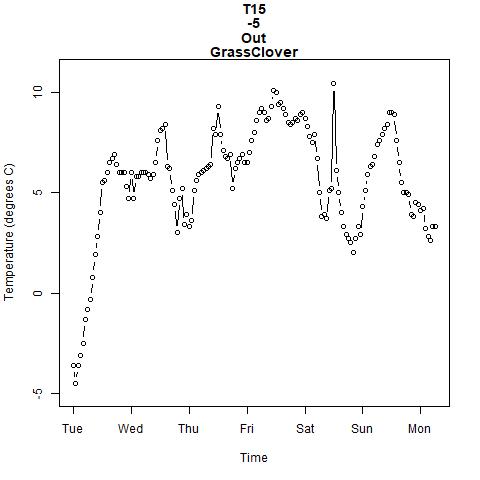 T15
-5
Out
GrassClover
Temperature (degrees C)
10
5
0
-5
Tue Wed Thu Fri Sat Sun Mon
Time